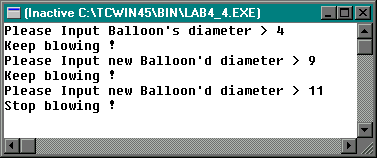 (Inactive C:\TCWIN45\BIN\LAB4_4.EXE)
Please Input Balloon's diameter > 4
Keep blowing !
Please Input new Balloon'd diameter > 9
Keep blowing !
Please Input new Balloon'd diameter > 11
Stop blowing !